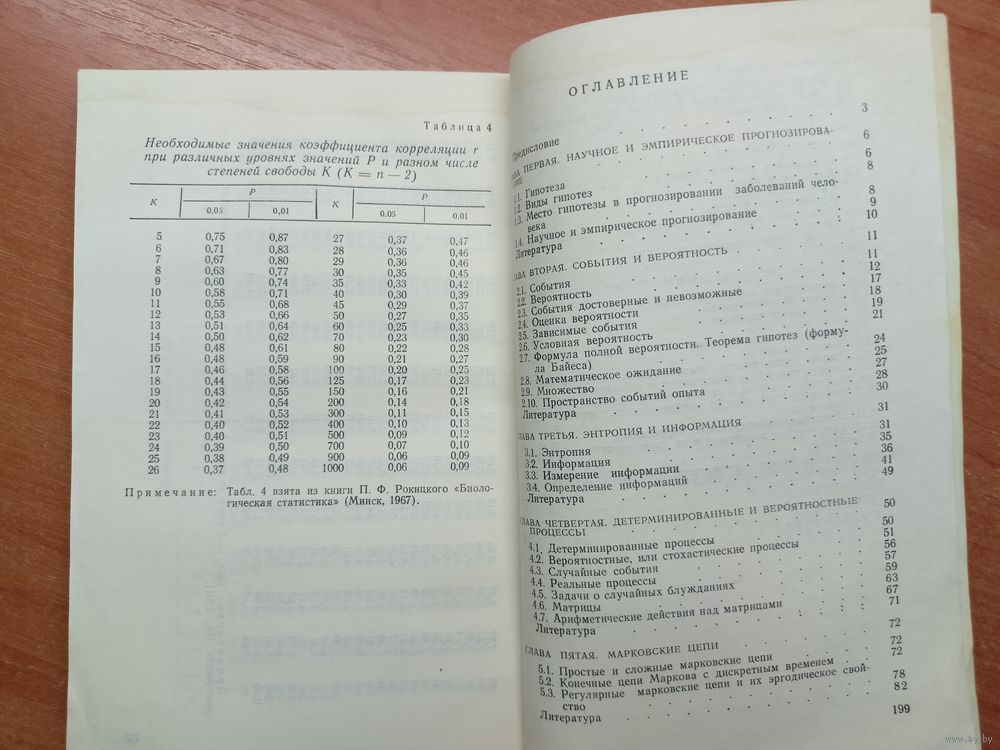 Таблица 4
Необходимые значения коэффициента корреляции r
при различных уровнях значений P и разном числе
степеней свободы K (K = n — 2)
K P K P
0,05 0,01 0,05 0,01
5 0,75 0,87 27 0,37 0,47
6 0,71 0,83 28 0,36 0,46
7 0,67 0,80 29 0,36 0,46
8 0,63 0,77 30 0,35 0,45
9 0,60 0,74 35 0,33 0,42
10 0,58 0,71 40 0,30 0,39
11 0,55 0,68 45 0,29 0,37
12 0,53 0,66 50 0,27 0,35
13 0,51 0,64 60 0,25 0,33
14 0,50 0,62 70 0,23 0,30
15 0,48 0,61 80 0,22 0,28
16 0,48 0,59 90 0,21 0,27
17 0,46 0,58 100 0,20 0,25
18 0,44 0,56 125 0,17 0,23
19 0,43 0,55 150 0,16 0,21
20 0,42 0,54 200 0,14 0,18
21 0,41 0,53 300 0,11 0,15
22 0,40 0,52 400 0,10 0,13
23 0,40 0,51 500 0,09 0,12
24 0,39 0,50 700 0,07 0,10
25 0,38 0,49 900 0,06 0,09
26 0,37 0,48 1000 0,06 0,09
Примечание: Табл. 4 взята из книги П. Ф. Рокицкого «Биоло-
гическая статистика» (Минск, 1967).
ОГЛАВЛЕНИЕ
Предисловие 3
ПЕРВАЯ. НАУЧНОЕ И ЭМПИРИЧЕСКОЕ ПРОГНОЗИРОВА-
НИЕ 6
1.1. Гипотеза 6
1.2. Виды гипотез 8
1.3. Место гипотезы в прогнозировании заболеваний чело-
века 8
1.4. Научное и эмпирическое прогнозирование 9
Литература 10
ВТОРАЯ. СОБЫТИЯ И ВЕРОЯТНОСТЬ 11
2.1. События 11
2.2. Вероятность 12
2.3. События достоверные и невозможные 17
2.4. Оценка вероятности 18
2.5. Зависимые события 19
2.6. Условная вероятность 21
2.7. Формула полной вероятности. Теорема гипотез (форму-
ла Байеса) 24
2.8. Математическое ожидание 25
2.9. Множество 27
2.10. Пространство событий опыта 28
Литература 30
ГЛАВА ТРЕТЬЯ. ЭНТРОПИЯ И ИНФОРМАЦИЯ 31
3.1. Энтропия 31
3.2. Информация 35
3.3. Измерение информации 36
3.4. Определение информаций 41
Литература 49
ГЛАВА ЧЕТВЕРТАЯ. ДЕТЕРМИНИРОВАННЫЕ И ВЕРОЯТНОСТНЫЕ
ПРОЦЕССЫ 50
4.1. Детерминированные процессы 50
4.2. Вероятностные, или стохастические процессы 51
4.3. Случайные события 56
4.4. Реальные процессы 57
4.5. Задачи о случайных блужданиях 59
4.6. Матрицы 63
4.7. Арифметические действия над матрицами 67
Литература 71
ГЛАВА ПЯТАЯ. МАРКОВСКИЕ ЦЕПИ 72
5.1. Простые и сложные марковские цепи 72
5.2. Конечные цепи Маркова с дискретным временем 72
5.3. Регулярные марковские цепи и их эргодическое свой-
ство 78
Литература 82
199
www.ay.by